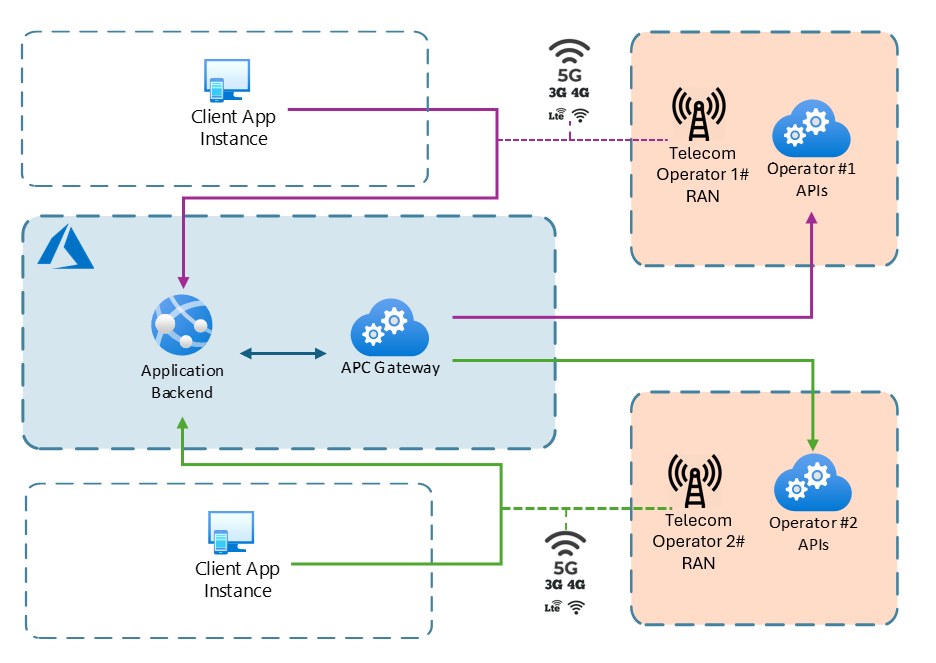 Client App
Instance
5G
3G 4G
Lte
Telecom
Operator 1#
RAN
Operator #1
APIs
Application
Backend
APC Gateway
Client App
Instance
5G
3G 4G
Lte
Telecom
Operator 2#
RAN
Operator #2
APIs